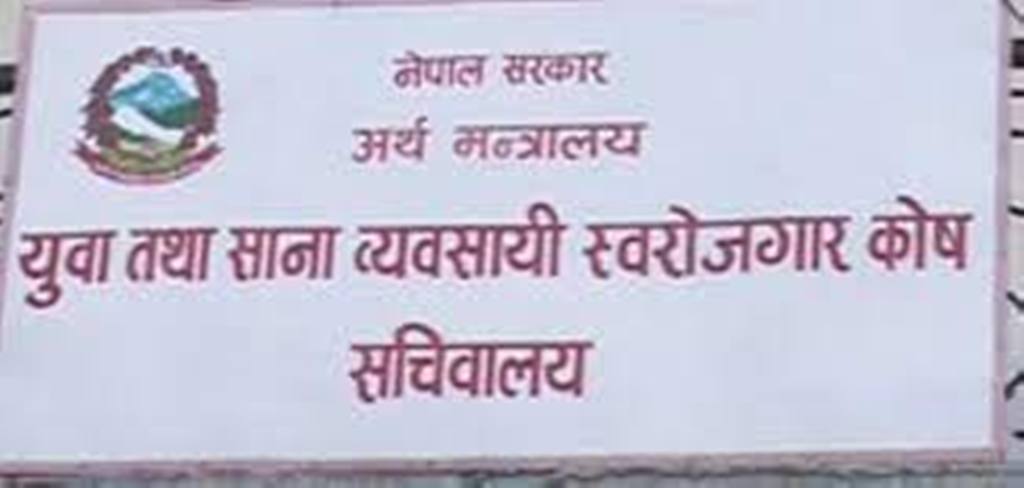 नेपाल सरकार
अर्थ मन्त्रालय
युवा तथा साना व्यवसायी स्वरोजगार कोष
सचिवालय